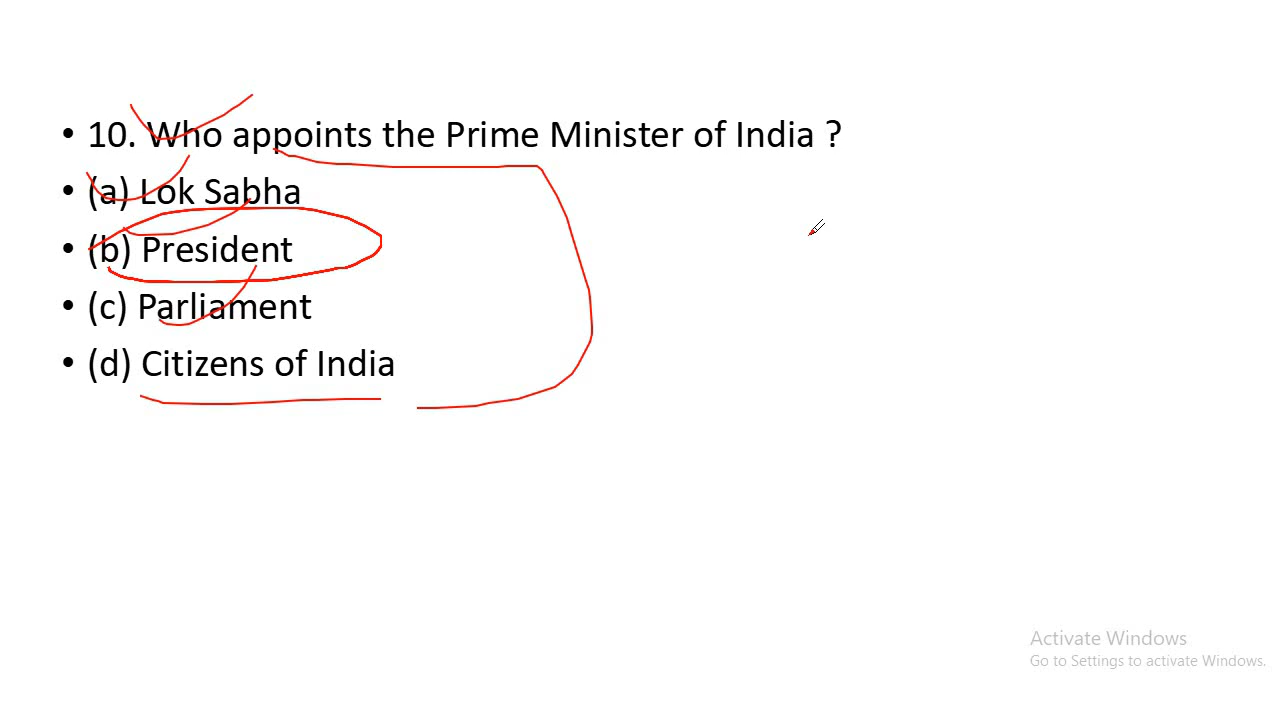 • 10. Who appoints the Prime Minister of India ?
• (a) Lok Sabha
• (b) President
• (c) Parliament
• (d) Citizens of India
Activate Windows
Go to Settings to activate Windows.